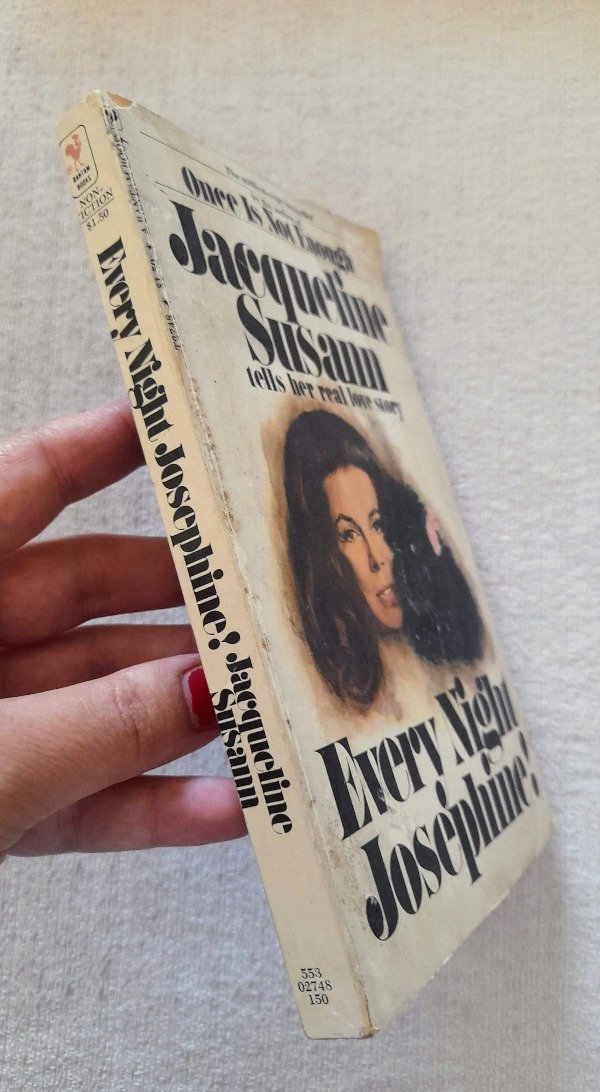 BANTAM
BOOKS
NON-
FICTION
$1.50
Every Night Josephine! Jacqueline
Susann
553
02748
150
Once Is Not Enough
Jacqueline
Susann
tells her real love story
Every Night
Josephine!